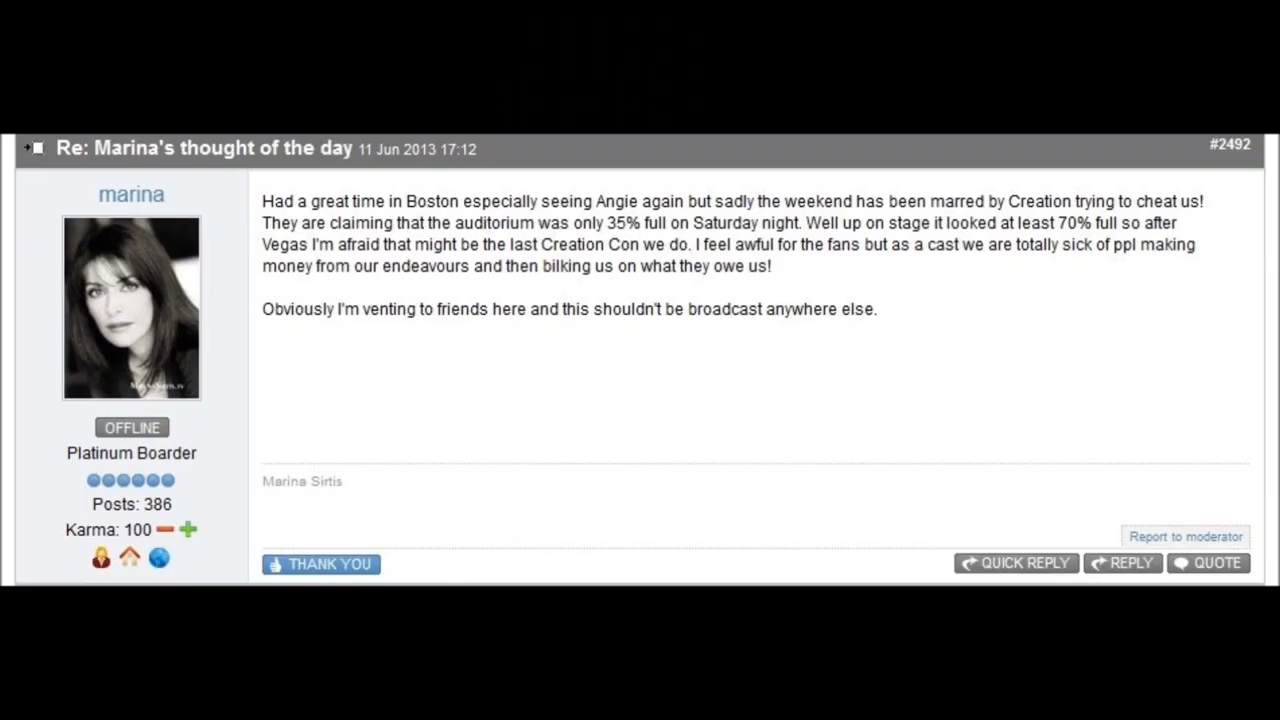 Re: Marina's thought of the day 11 Jun 2013 17:12
#2492
marina
OFFLINE
Platinum Boarder
Posts: 386
Karma: 100
Had a great time in Boston especially seeing Angie again but sadly the weekend has been marred by Creation trying to cheat us!
They are claiming that the auditorium was only 35% full on Saturday night. Well up on stage it looked at least 70% full so after
Vegas I'm afraid that might be the last Creation Con we do. I feel awful for the fans but as a cast we are totally sick of ppl making
money from our endeavours and then bilking us on what they owe us!
Obviously I'm venting to friends here and this shouldn't be broadcast anywhere else.
Marina Sirtis
Report to moderator
THANK YOU
QUICK REPLY
REPLY
QUOTE